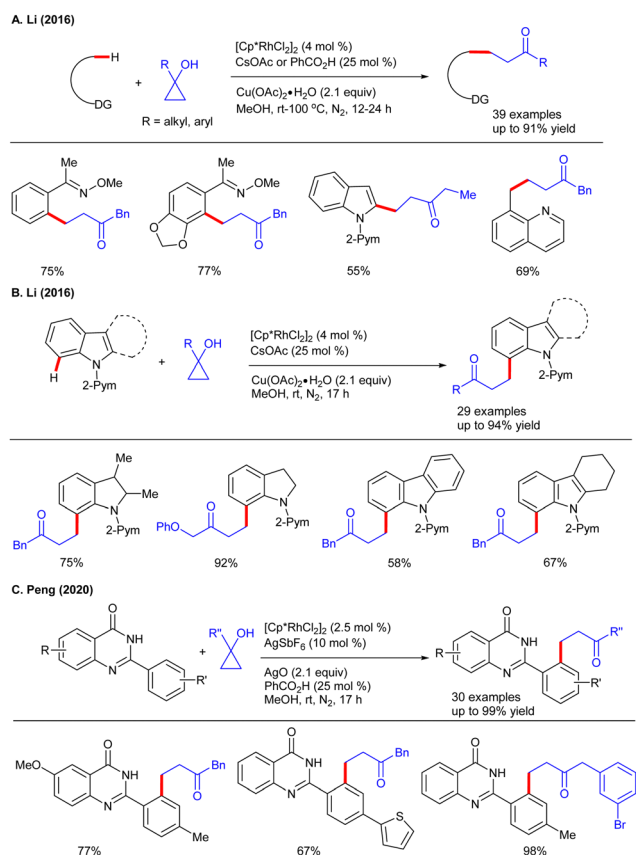 A. Li (2016)
H
DG
+
R
OH
R = alkyl, aryl
[Cp*RhCl2]2 (4 mol %)
CsOAc or PhCO2H (25 mol %)
Cu(OAc)2•H2O (2.1 equiv)
MeOH, rt-100 °C, N2, 12-24 h
O
R
DG
39 examples
up to 91% yield
Me
N
OMe
Bn
O
75%
Me
N
OMe
O
O
Bn
O
77%
N
2-Pym
Et
O
55%
O
Bn
N
69%
B. Li (2016)
H
N
2-Pym
+
R
OH
[Cp*RhCl2]2 (4 mol %)
CsOAc (25 mol %)
Cu(OAc)2•H2O (2.1 equiv)
MeOH, rt, N2, 17 h
O
R
N
2-Pym
29 examples
up to 94% yield
Me
Me
N
2-Pym
O
Bn
75%
N
2-Pym
O
PhO
92%
N
2-Pym
O
Bn
58%
N
2-Pym
O
Bn
67%
C. Peng (2020)
O
NH
N
R
R'
+
R"
OH
[Cp*RhCl2]2 (2.5 mol %)
AgSbF6 (10 mol %)
AgO (2.1 equiv)
PhCO2H (25 mol %)
MeOH, N2, 17 h
O
NH
N
R
R"
O
R'
30 examples
up to 99% yield
MeO
O
NH
N
Bn
O
Me
77%
O
NH
N
Bn
O
S
67%
O
NH
N
O
Br
Me
98%